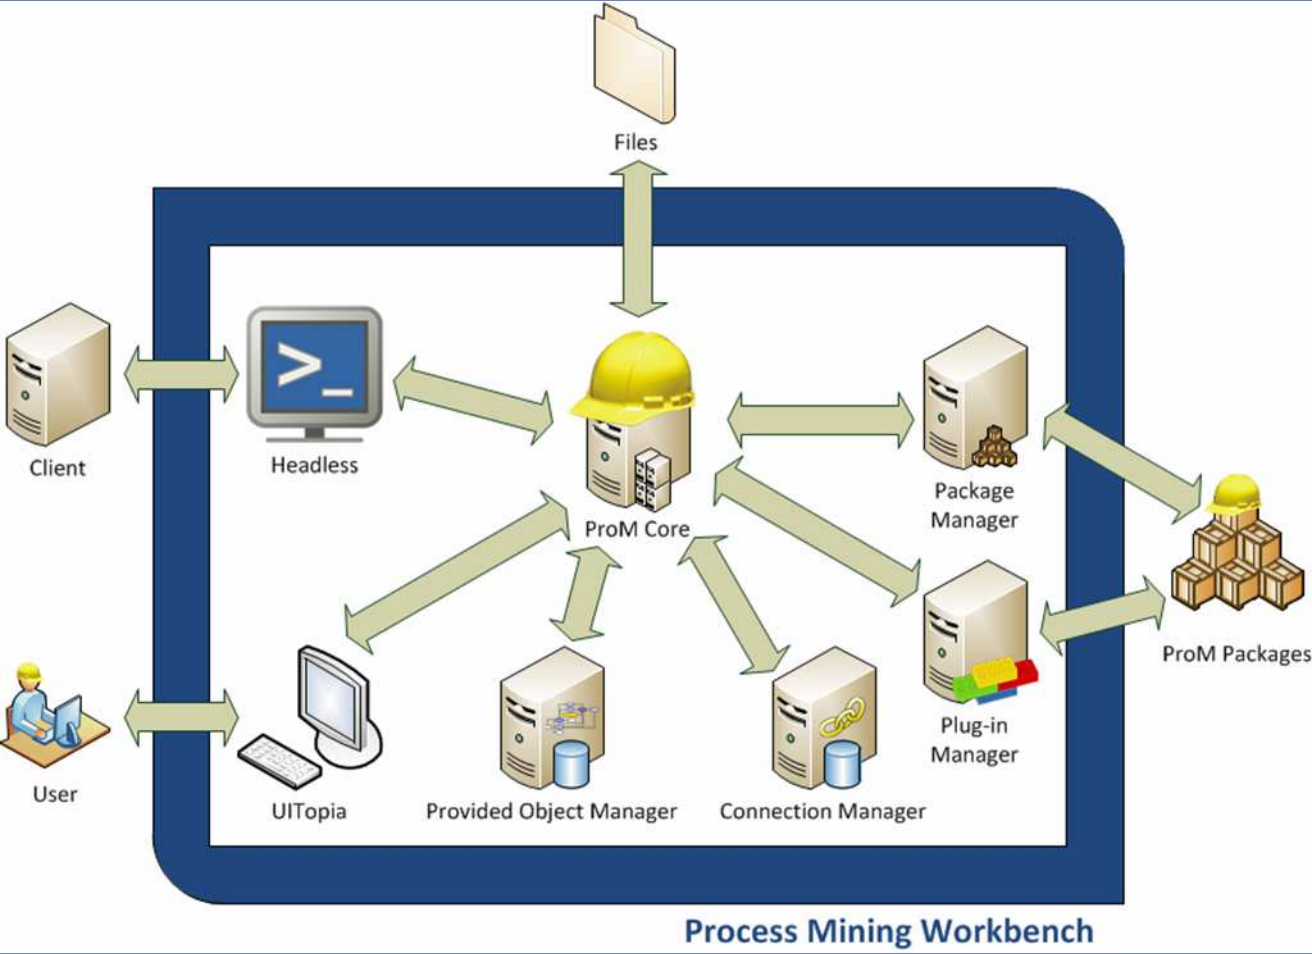 Files
Client
Headless
ProM Core
Package
Manager
ProM Packages
Plug-in
Manager
User
UITopia
Provided Object Manager
Connection Manager
Process Mining Workbench
>_